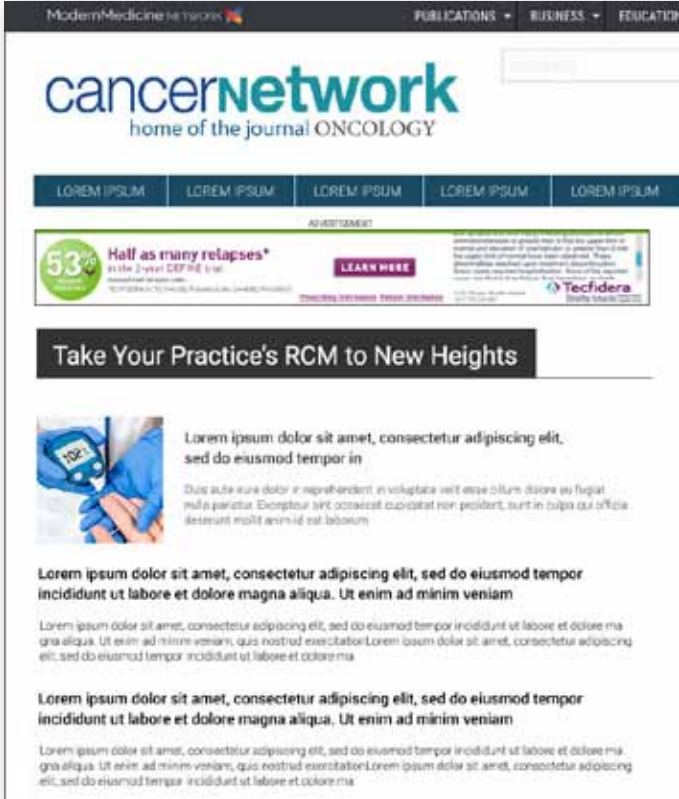 ModernMedicine NETWORK
PUBLICATIONS BUSINESS EDUCATION
cancernetwork
home of the journal ONCOLOGY
LOREM IPSUM LOREM IPSUM LOREM IPSUM LOREM IPSUM LOREM IPSUM
ADVERTISEMENT
53%
Half as many relapses*
in the 2-year DEFINE trial
LEARN MORE
Prescribing Information Patient Information
Tecfidera
Take Your Practice's RCM to New Heights
102
Lorem ipsum dolor sit amet, consectetur adipiscing elit,
sed do eiusmod tempor in
Duis aute irure dolor in reprehenderit in voluptate velit esse cillum dolore eu fugiat
nulla pariatur. Excepteur sint occaecat cupidatat non proident, sunt in culpa qui officia
deserunt mollit anim id est laborum
Lorem ipsum dolor sit amet, consectetur adipiscing elit, sed do eiusmod tempor
incididunt ut labore et dolore magna aliqua. Ut enim ad minim veniam
Lorem ipsum dolor sit amet, consectetur adipiscing elit, sed do eiusmod tempor incididunt ut labore et dolore ma
gna aliqua. Ut enim ad minim veniam, quis nostrud exercitationLorem ipsum dolor sit amet, consectetur adipiscing
elit, sed do eiusmod tempor incididunt ut labore et dolore ma
Lorem ipsum dolor sit amet, consectetur adipiscing elit, sed do eiusmod tempor
incididunt ut labore et dolore magna aliqua. Ut enim ad minim veniam
Lorem ipsum dolor sit amet, consectetur adipiscing elit, sed do eiusmod tempor incididunt ut labore et dolore ma
gna aliqua. Ut enim ad minim veniam, quis nostrud exercitationLorem ipsum dolor sit amet, consectetur adipiscing
elit, sed do eiusmod tempor incididunt ut labore et dolore ma